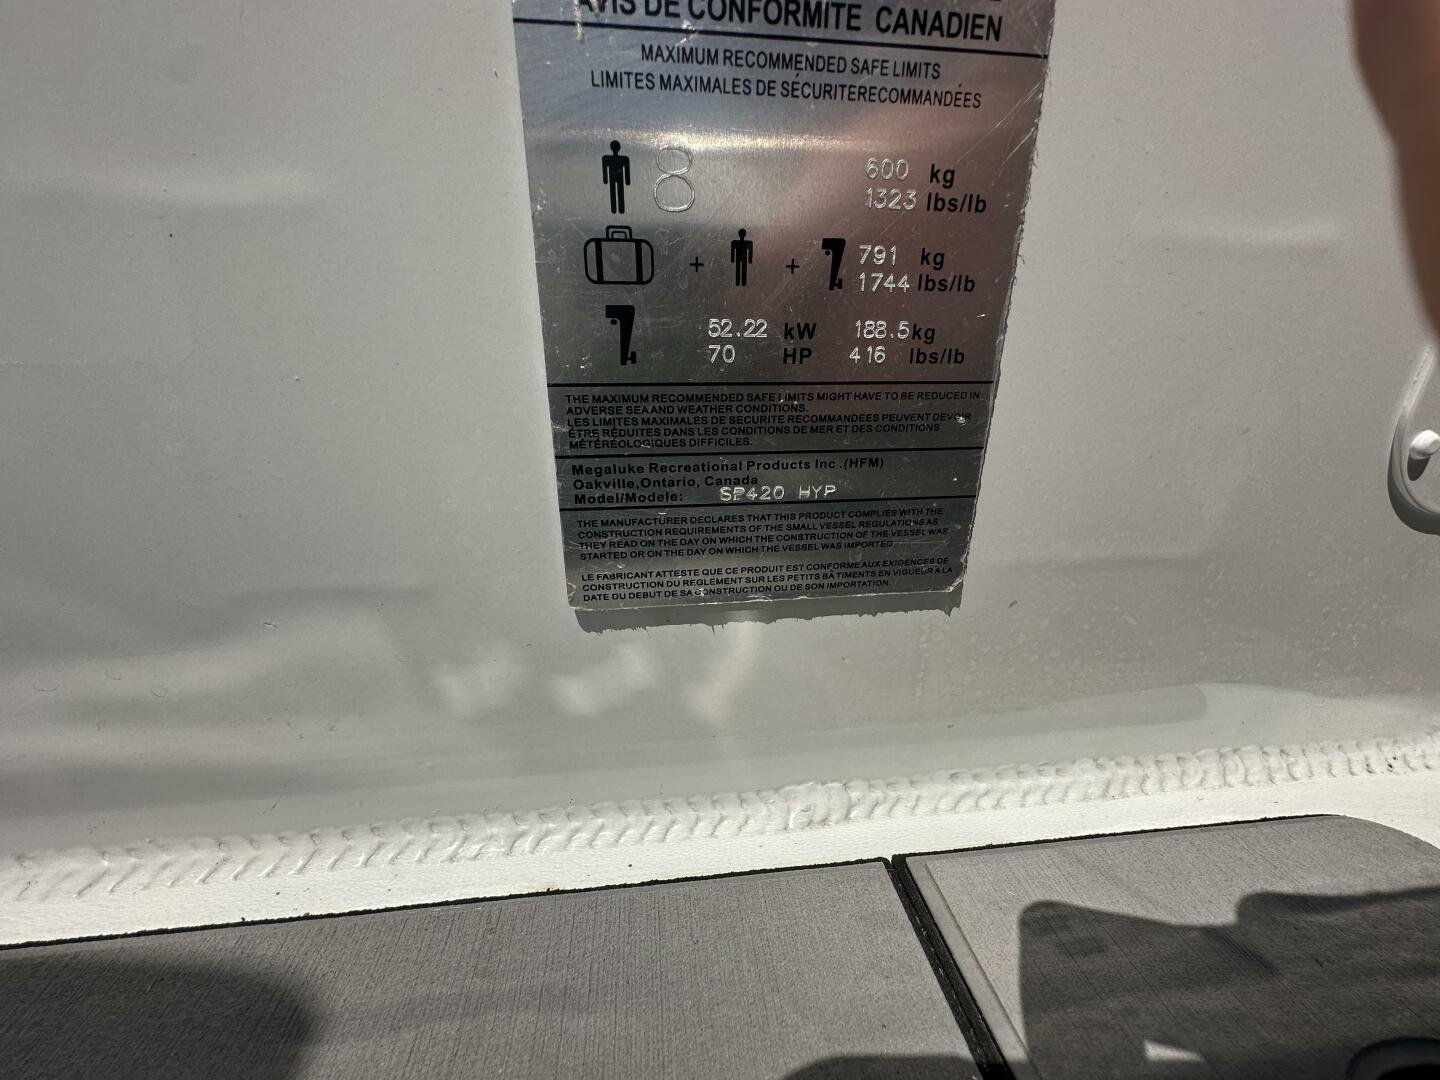 AVIS DE CONFORMITE CANADIEN
MAXIMUM RECOMMENDED SAFE LIMITS
LIMITES MAXIMALES DE SÉCURITERECOMMANDÉES
8 600 kg
1323 lbs/lb
+ + 791 kg
1744 lbs/lb
52.22 kW 188.5kg
70 HP 416 lbs/lb
THE MAXIMUM RECOMMENDED SAFE LIMITS MIGHT HAVE TO BE REDUCED IN
ADVERSE SEA AND WEATHER CONDITIONS.
LES LIMITES MAXIMALES DE SECURITE RECOMMANDEES PEUVENT DEVOIR
ÊTRE RÉDUITES DANS LES CONDITIONS DE MER ET DES CONDITIONS
MÉTÉREOLOGIQUES DIFFICILES.
Megaluke Recreational Products Inc .(HFM)
Oakville,Ontario, Canada
Model/Modele: SP420 HYP
THE MANUFACTURER DECLARES THAT THIS PRODUCT COMPLIES WITH THE
CONSTRUCTION REQUIREMENTS OF THE SMALL VESSEL REGULATIONS AS
THEY READ ON THE DAY ON WHICH THE CONSTRUCTION OF THE VESSEL WAS
STARTED OR ON THE DAY ON WHICH THE VESSEL WAS IMPORTED.
LE FABRICANT ATTESTE QUE CE PRODUIT EST CONFORME AUX EXIGENCES DE
CONSTRUCTION DU REGLEMENT SUR LES PETITS BÂTIMENTS EN VIGUEUR A LA
DATE DU DEBUT DE SA CONSTRUCTION OU DE SON IMPORTATION.